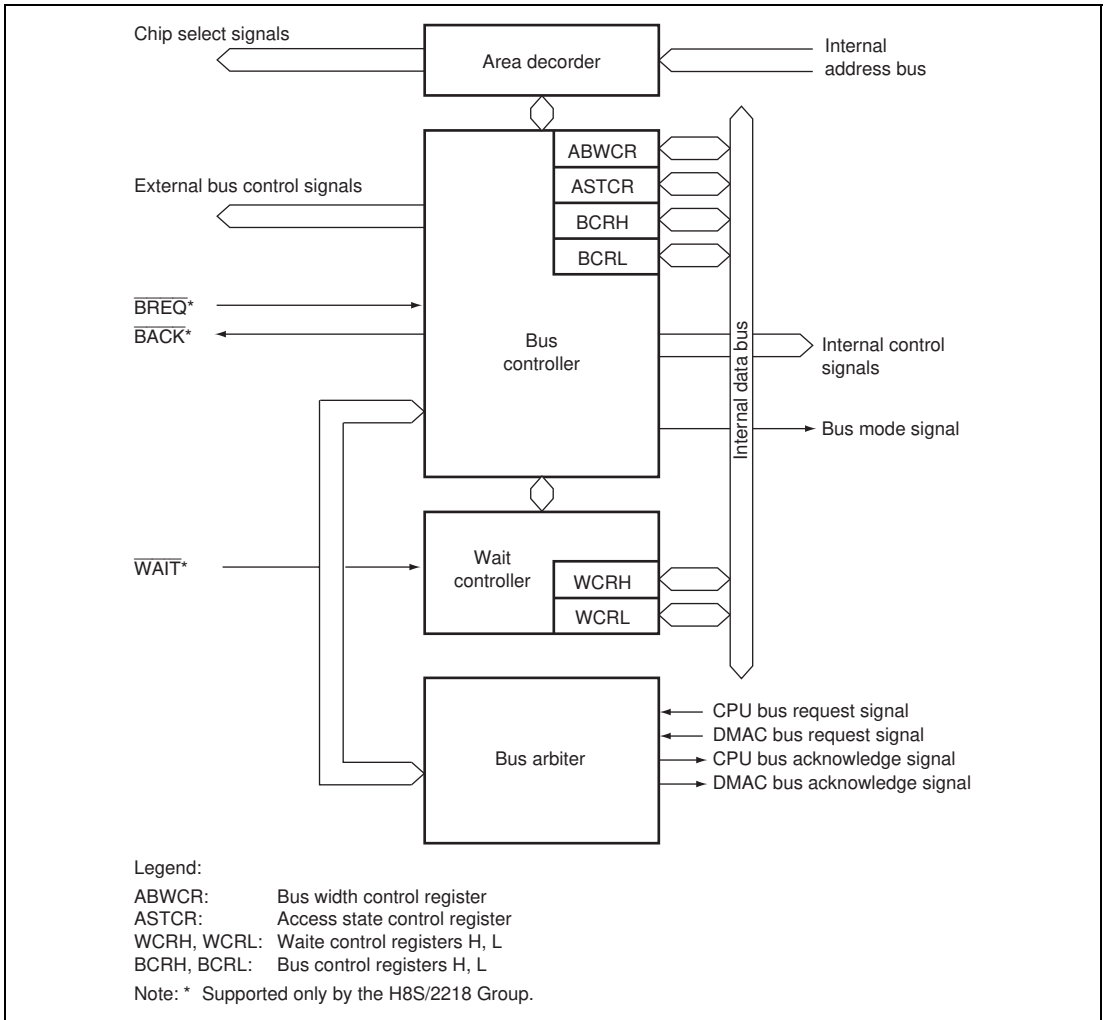 Chip select signals
Area decorder
Internal
address bus
ABWCR
ASTCR
BCRH
BCRL
External bus control signals
BREQ*
BACK*
Bus
controller
Internal data bus
Internal control
signals
Bus mode signal
WAIT*
Wait
controller
WCRH
WCRL
Bus arbiter
CPU bus request signal
DMAC bus request signal
CPU bus acknowledge signal
DMAC bus acknowledge signal
Legend:
ABWCR: Bus width control register
ASTCR: Access state control register
WCRH, WCRL: Waite control registers H, L
BCRH, BCRL: Bus control registers H, L
Note: * Supported only by the H8S/2218 Group.